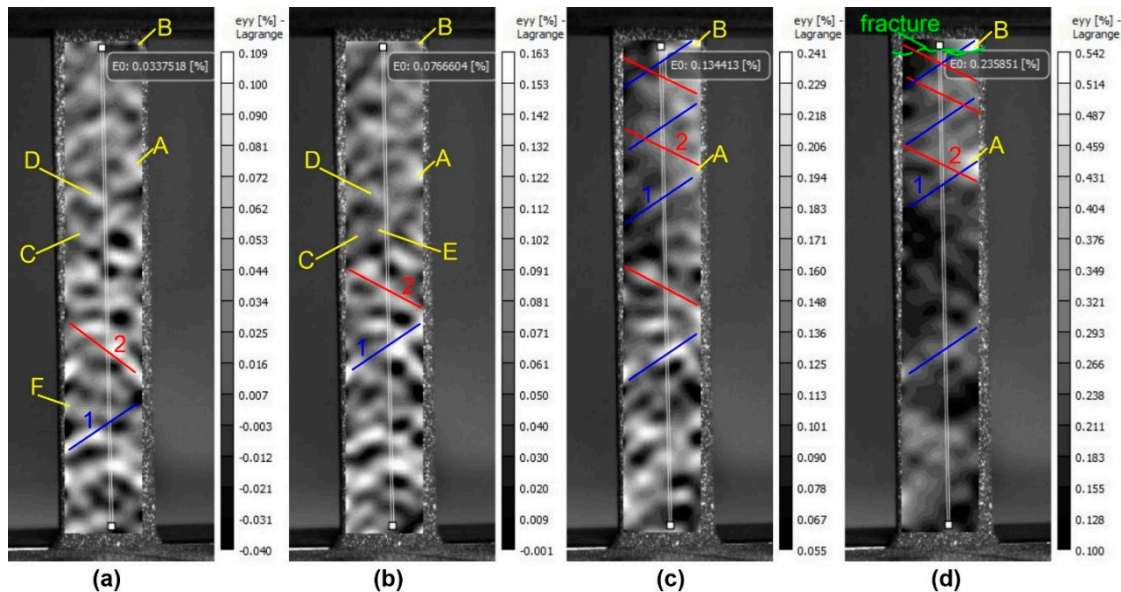 eyy [%] -
Lagrange
B
E0: 0.0337518 [%]
D
A
C
2
F
1
0.109
0.100
0.090
0.081
0.072
0.062
0.053
0.044
0.034
0.025
0.016
0.007
-0.003
-0.012
-0.021
-0.031
-0.040
(a)
eyy [%] -
Lagrange
B
E0: 0.0766604 [%]
D
A
C
E
2
1
0.163
0.152
0.142
0.132
0.122
0.112
0.102
0.091
0.081
0.071
0.061
0.050
0.040
0.030
0.020
0.009
-0.001
(b)
eyy [%] -
Lagrange
B
E0: 0.134413 [%]
2
A
1
0.241
0.229
0.217
0.206
0.194
0.183
0.171
0.160
0.148
0.136
0.125
0.113
0.101
0.090
0.078
0.067
0.055
(c)
eyy [%] -
Lagrange
fracture
B
E0: 0.235851 [%]
A
2
1
0.542
0.514
0.487
0.459
0.431
0.404
0.376
0.349
0.321
0.293
0.266
0.238
0.210
0.183
0.155
0.128
0.100
(d)